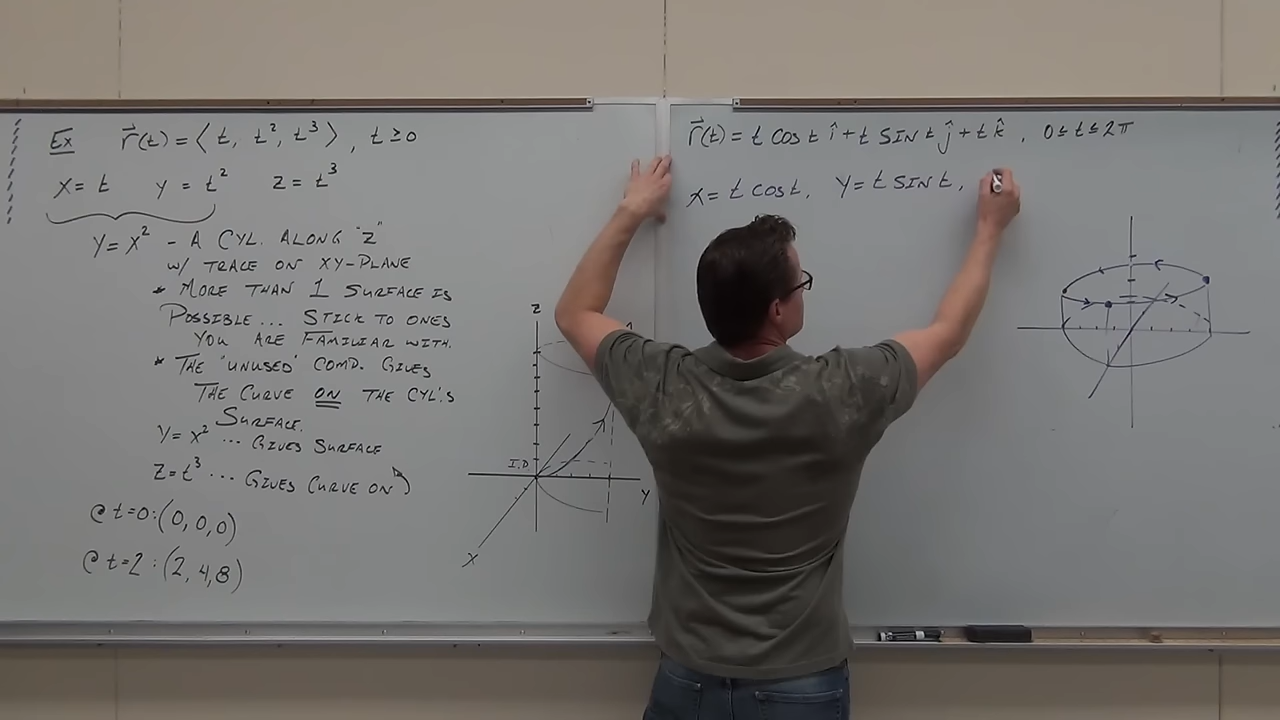 Ex r(t) = ⟨ t, t², t³ ⟩, t ≥ 0
x = t y = t² z = t³
y = x² - A CYL. ALONG "Z"
w/ TRACE ON XY-PLANE
* MORE THAN 1 SURFACE IS
POSSIBLE... STICK TO ONES
YOU ARE FAMILIAR WITH.
* THE "UNUSED" COMP. GIVES
THE CURVE ON THE CYL'S
SURFACE.
y = x² ... GIVES SURFACE
z = t³ ... GIVES CURVE ON
@ t=0: (0, 0, 0)
@ t=2: (2, 4, 8)
Z
I.D
Y
X
r(t) = t cos t î + t SIN t ĵ + t k̂, 0 ≤ t ≤ 2π
x = t cos t, y = t SIN t,